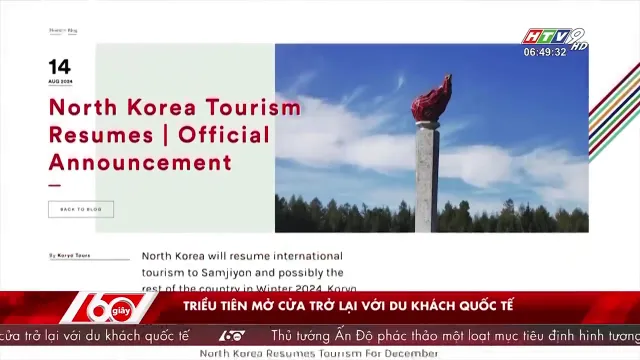 HTV9 HD
06:49:32
14
AUG 2024
North Korea Tourism
Resumes | Official
Announcement
BACK TO BLOG
By Koryo Tours
North Korea will resume international
tourism to Samjiyon and possibly the
rest of the country in Winter 2024. Koryo
60 giây
TRIỀU TIÊN MỞ CỬA TRỞ LẠI VỚI DU KHÁCH QUỐC TẾ
cửa trở lại với du khách quốc tế 60 Thủ tướng Ấn Độ phác thảo một loạt mục tiêu định hình tương
North Korea Resumes Tourism For December